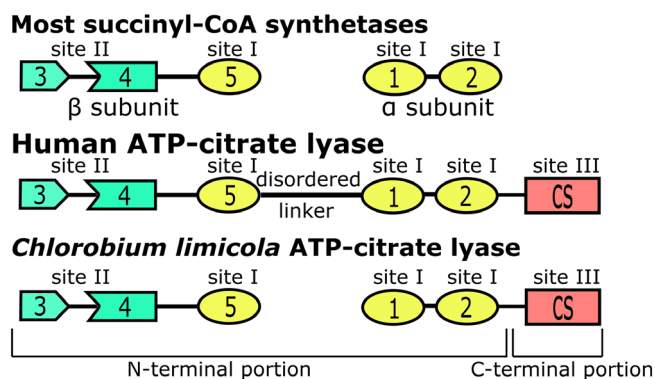 Most succinyl-CoA synthetases
site II site I site I site I
3 4 5 1 2
β subunit α subunit
Human ATP-citrate lyase
site II site I site I site I site III
disordered
3 4 5 1 2 CS
linker
Chlorobium limicola ATP-citrate lyase
site II site I site I site I site III
3 4 5 1 2 CS
N-terminal portion C-terminal portion